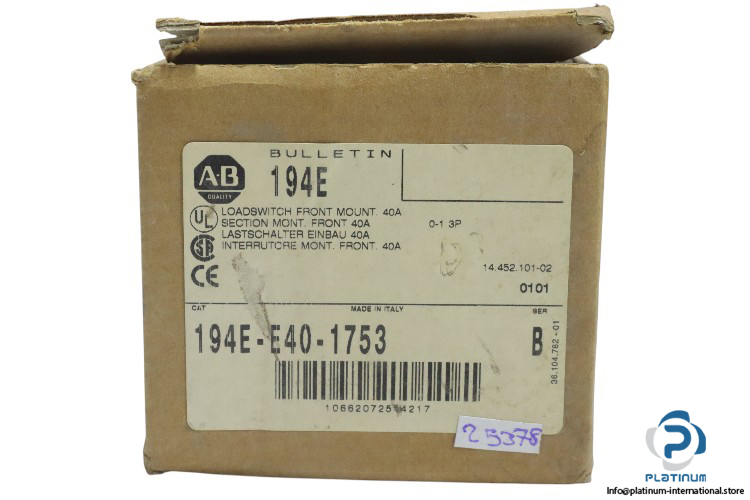 BULLETIN
A-B
QUALITY
194E
UL
LOADSWITCH FRONT MOUNT. 40A
SECTION MONT. FRONT 40A
LASTSCHALTER EINBAU 40A
INTERRUTORE MONT. FRONT. 40A
0-1 3P
CE
14.452.101-02
0101
CAT
MADE IN ITALY
SER
194E-E40-1753
B
36.104.762-01
25378
PLATINUM
Info@platinum-international.store